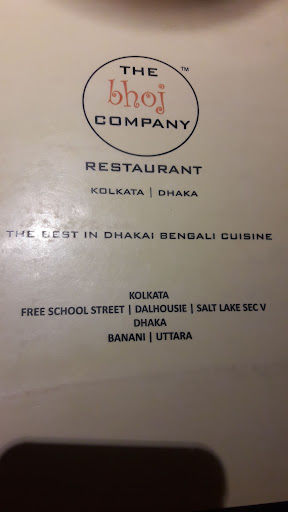 THE ™
bhoj
COMPANY
RESTAURANT
KOLKATA | DHAKA
THE BEST IN DHAKAI BENGALI CUISINE
KOLKATA
FREE SCHOOL STREET | DALHOUSIE | SALT LAKE SEC V
DHAKA
BANANI | UTTARA